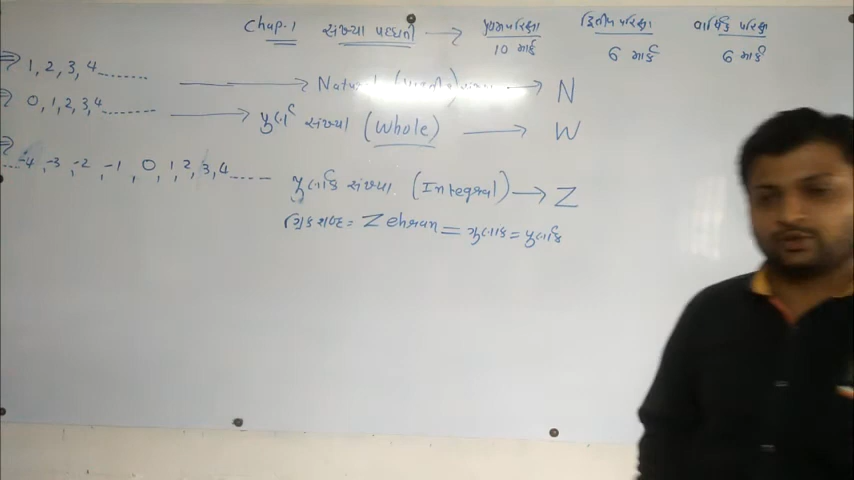 Chap.1 સંખ્યા પદ્ધતી → પ્રથમ પરિક્ષા દ્વિતીય પરિક્ષા વાર્ષિક પરિક્ષા
10 માર્ક 6 માર્ક 6 માર્ક
⇒ 1, 2, 3, 4....... → Natural → N
⇒ 0, 1, 2, 3, 4....... → પૂર્ણ સંખ્યા (Whole) → W
⇒ ....-4, -3, -2, -1, 0, 1, 2, 3, 4..... પૂર્ણાંક સંખ્યા (Integral) → Z